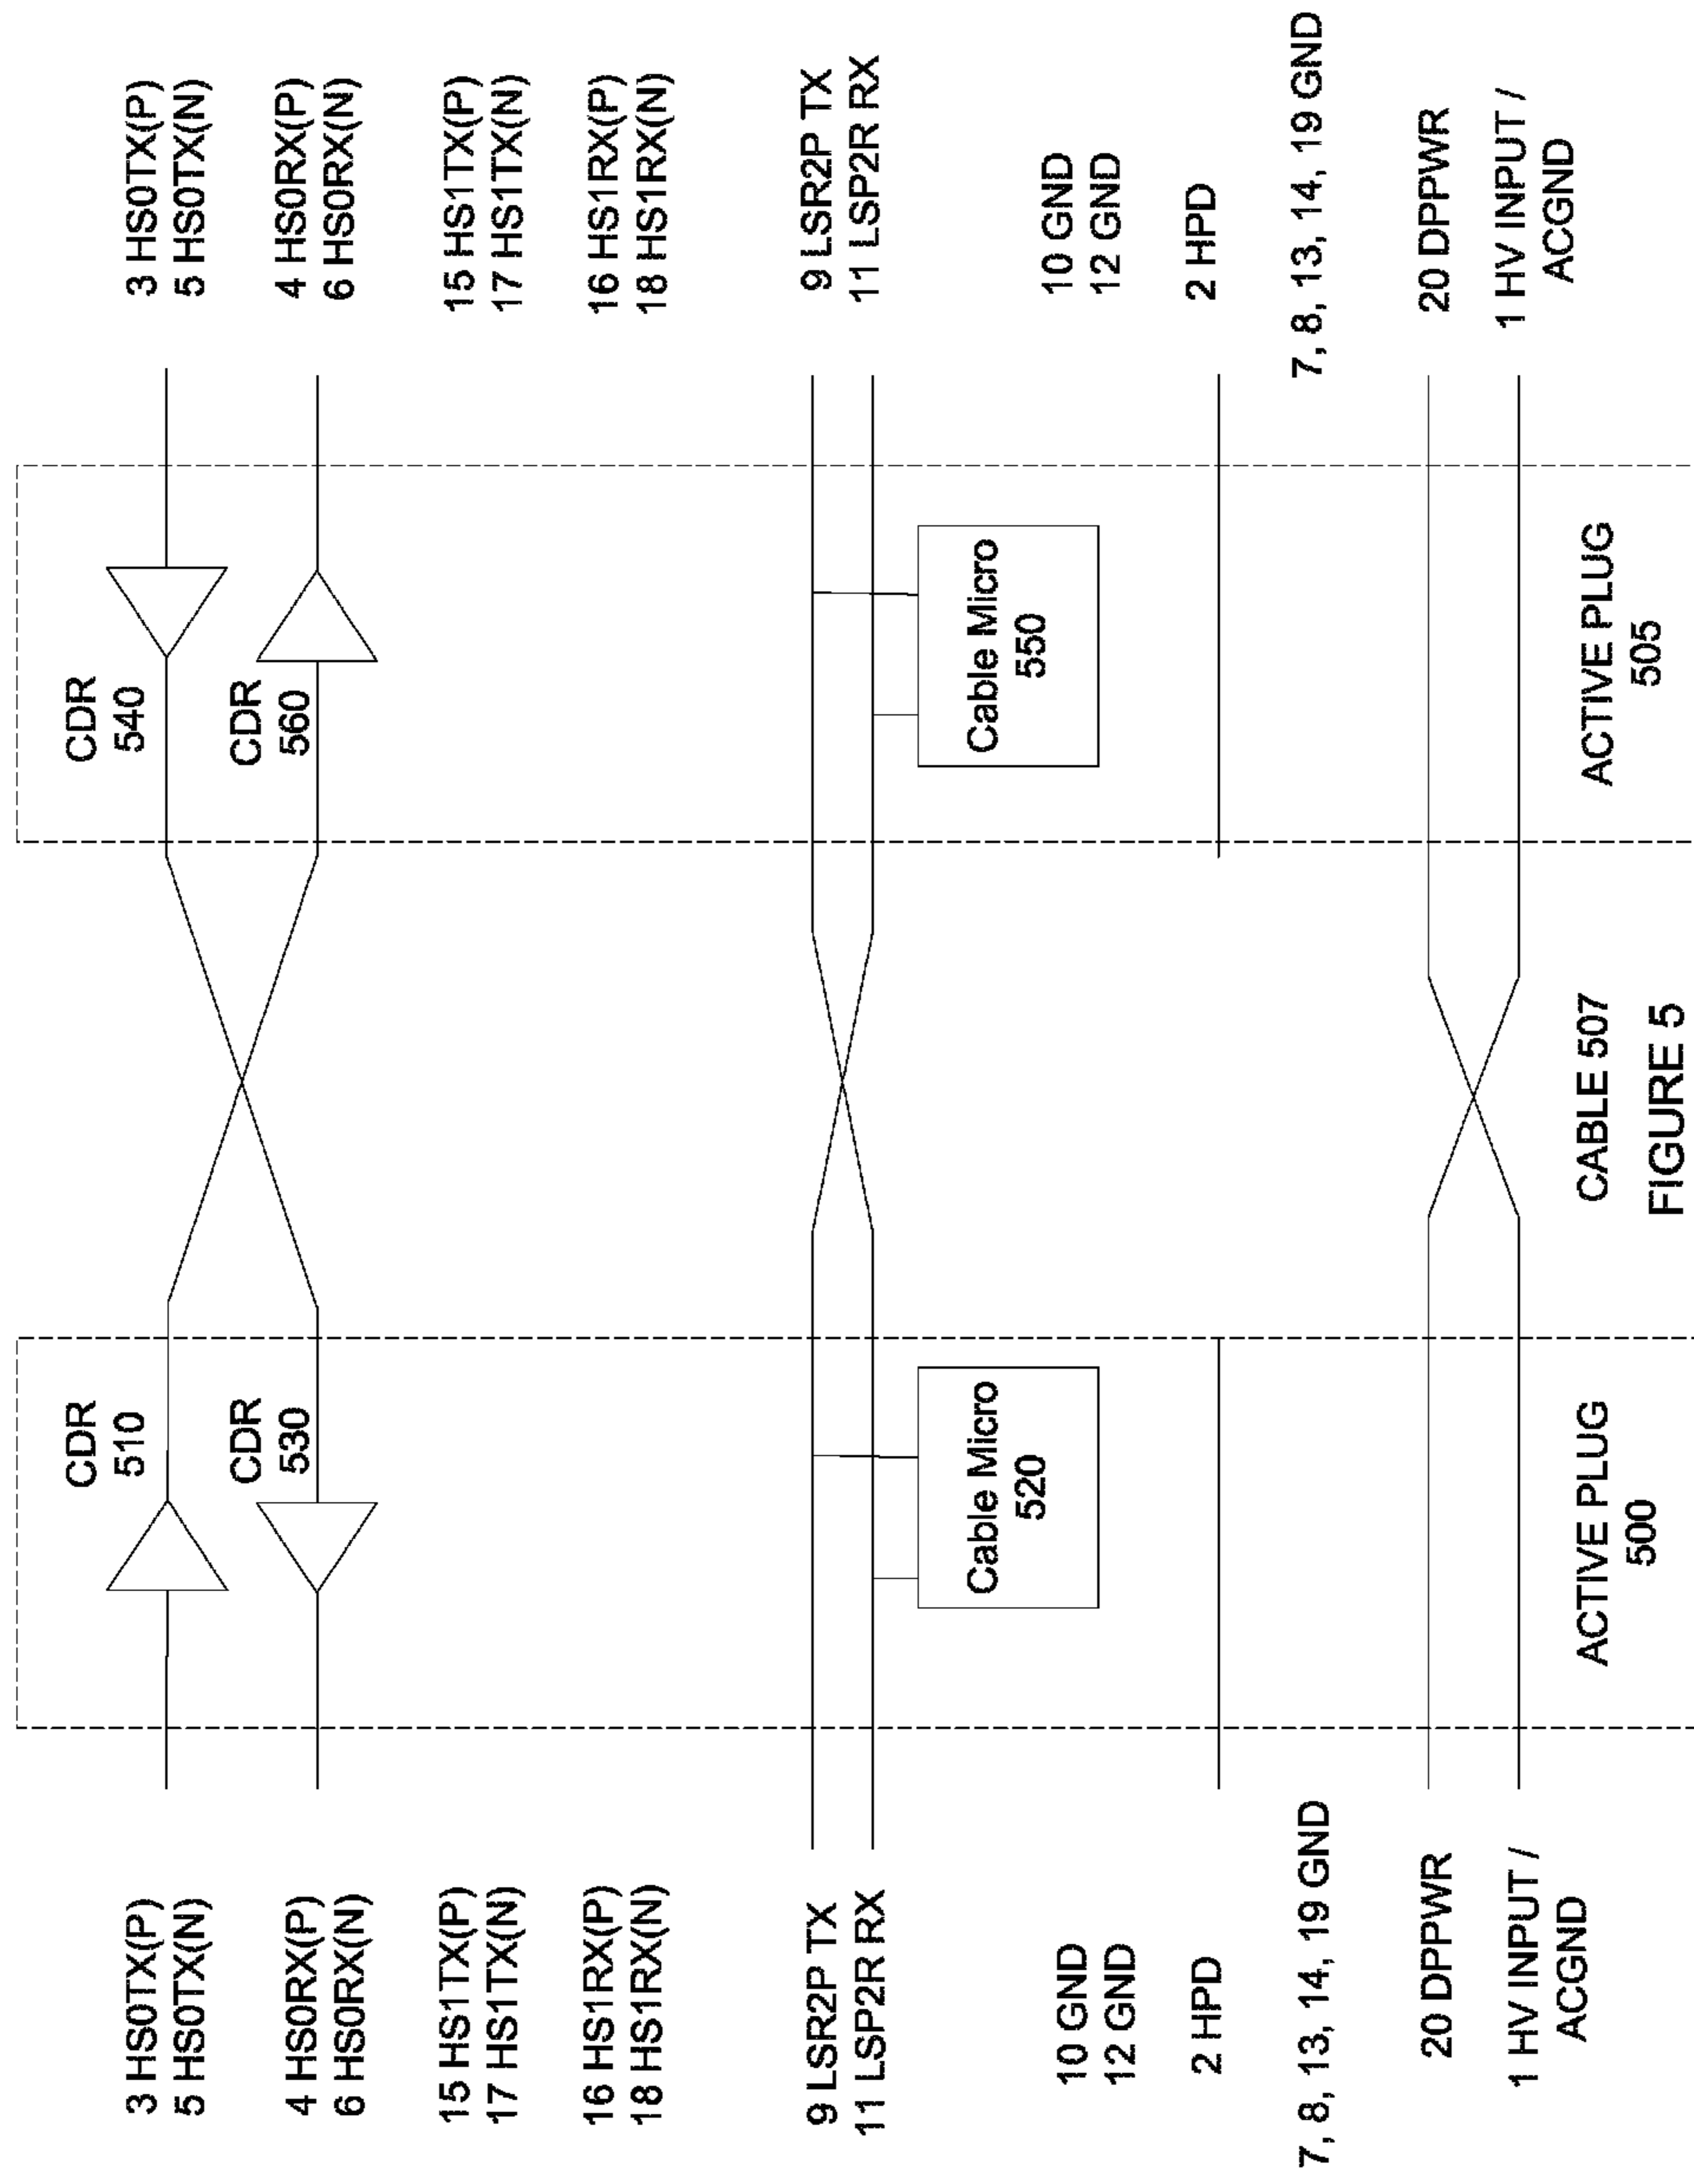 3 HS0TX(P)
5 HS0TX(N)
4 HS0RX(P)
6 HS0RX(N)
15 HS1TX(P)
17 HS1TX(N)
16 HS1RX(P)
18 HS1RX(N)
9 LSR2P TX
11 LSP2R RX
10 GND
12 GND
2 HPD
7, 8, 13, 14, 19 GND
20 DPPWR
1 HV INPUT /
ACGND
CDR
510
CDR
530
Cable Micro
520
ACTIVE PLUG
500
CABLE 507
FIGURE 5
CDR
540
CDR
560
Cable Micro
550
ACTIVE PLUG
505
3 HS0TX(P)
5 HS0TX(N)
4 HS0RX(P)
6 HS0RX(N)
15 HS1TX(P)
17 HS1TX(N)
16 HS1RX(P)
18 HS1RX(N)
9 LSR2P TX
11 LSP2R RX
10 GND
12 GND
2 HPD
7, 8, 13, 14, 19 GND
20 DPPWR
1 HV INPUT /
ACGND